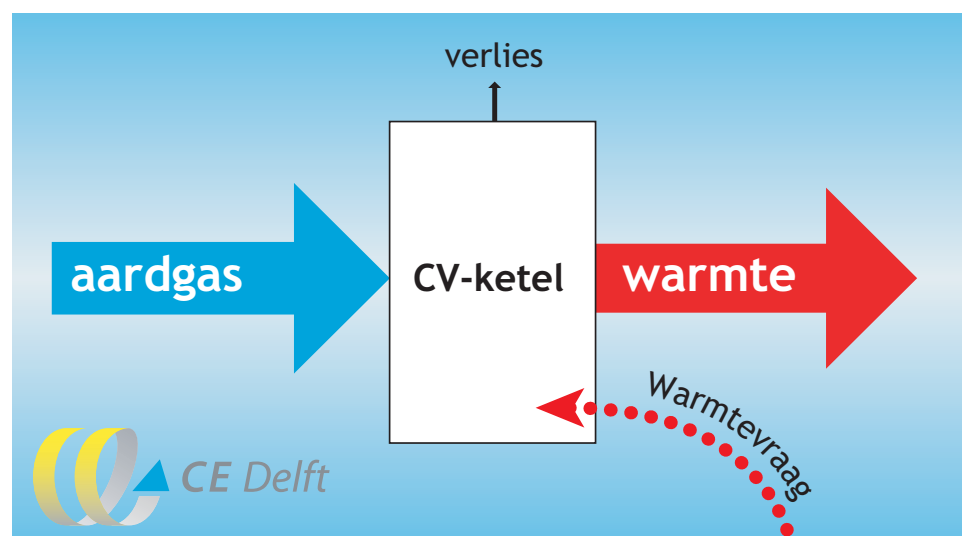 verlies
aardgas
CV-ketel
warmte
Warmtevraag
CE Delft